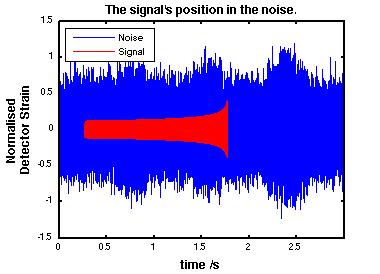 The signal's position in the noise.
Noise
Signal
Normalised
Detector Strain
1.5
1
0.5
0
-0.5
-1
-1.5
0
0.5
1
1.5
2
2.5
time /s